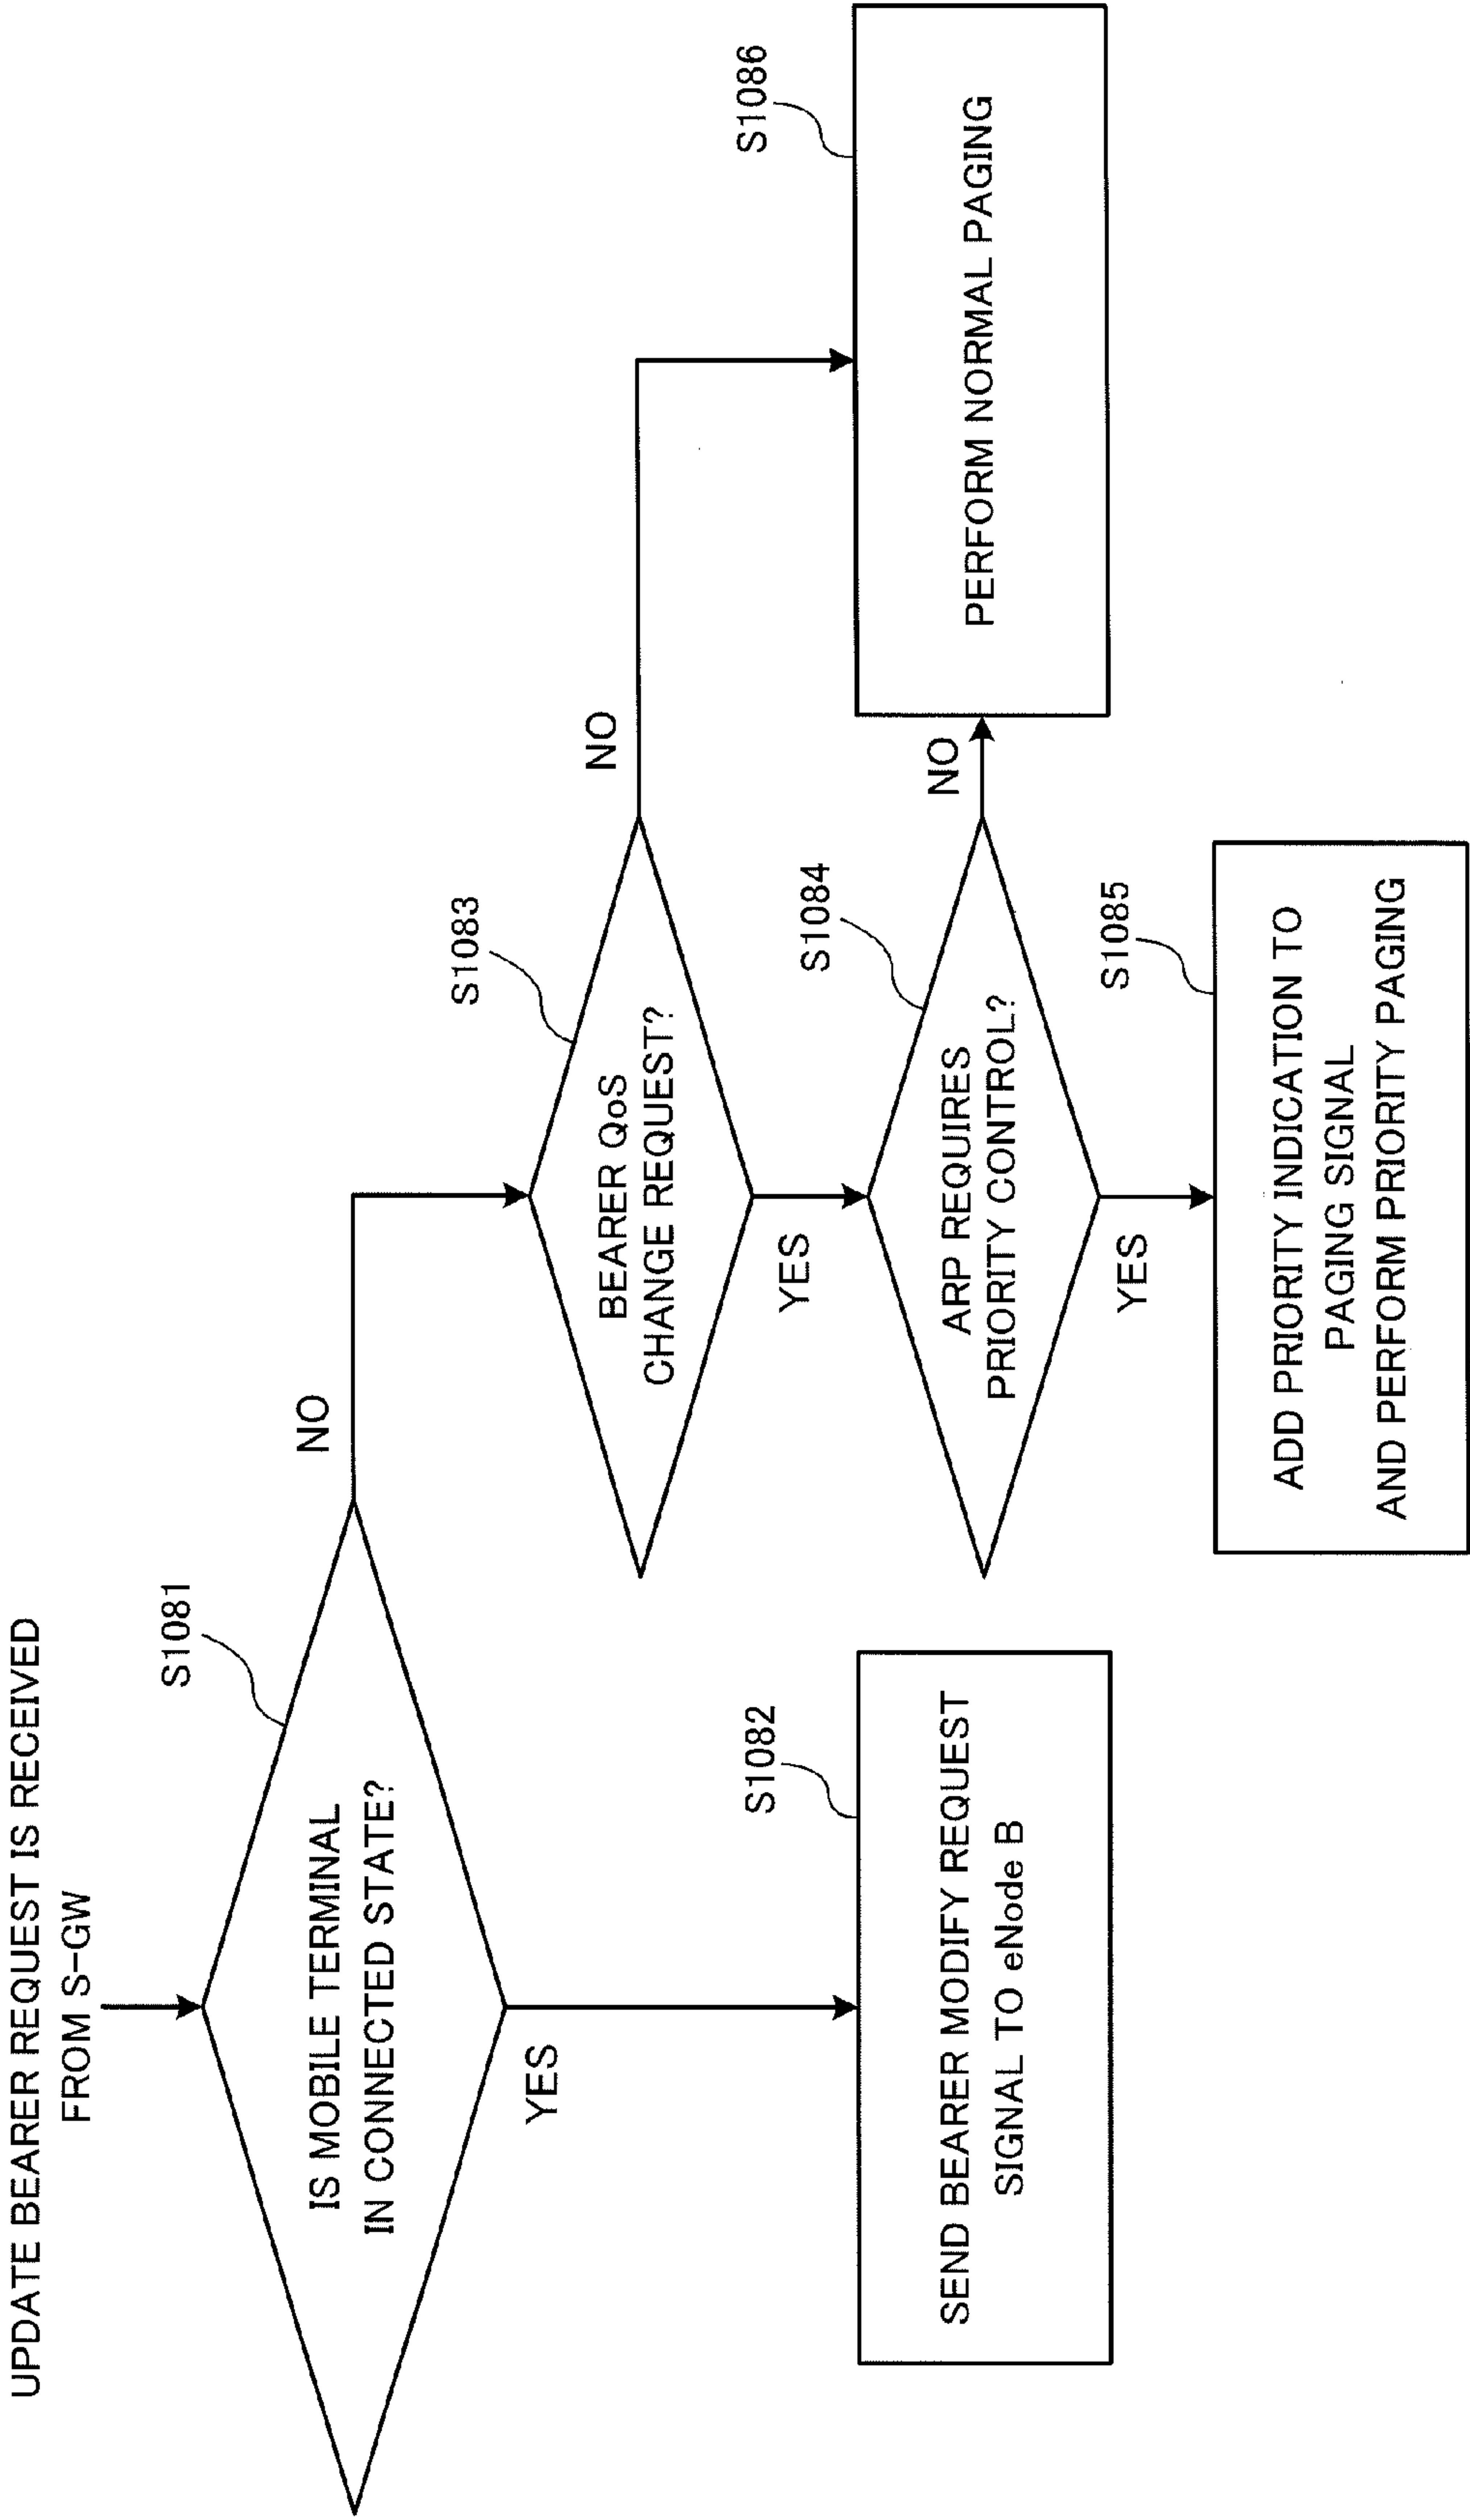 UPDATE BEARER REQUEST IS RECEIVED
FROM S-GW
S1081
IS MOBILE TERMINAL
IN CONNECTED STATE?
NO
YES
S1083
BEARER QoS
CHANGE REQUEST?
NO
YES
S1082
SEND BEARER MODIFY REQUEST
SIGNAL TO eNode B
S1084
ARP REQUIRES
PRIORITY CONTROL?
NO
YES
S1086
PERFORM NORMAL PAGING
S1085
ADD PRIORITY INDICATION TO
PAGING SIGNAL
AND PERFORM PRIORITY PAGING